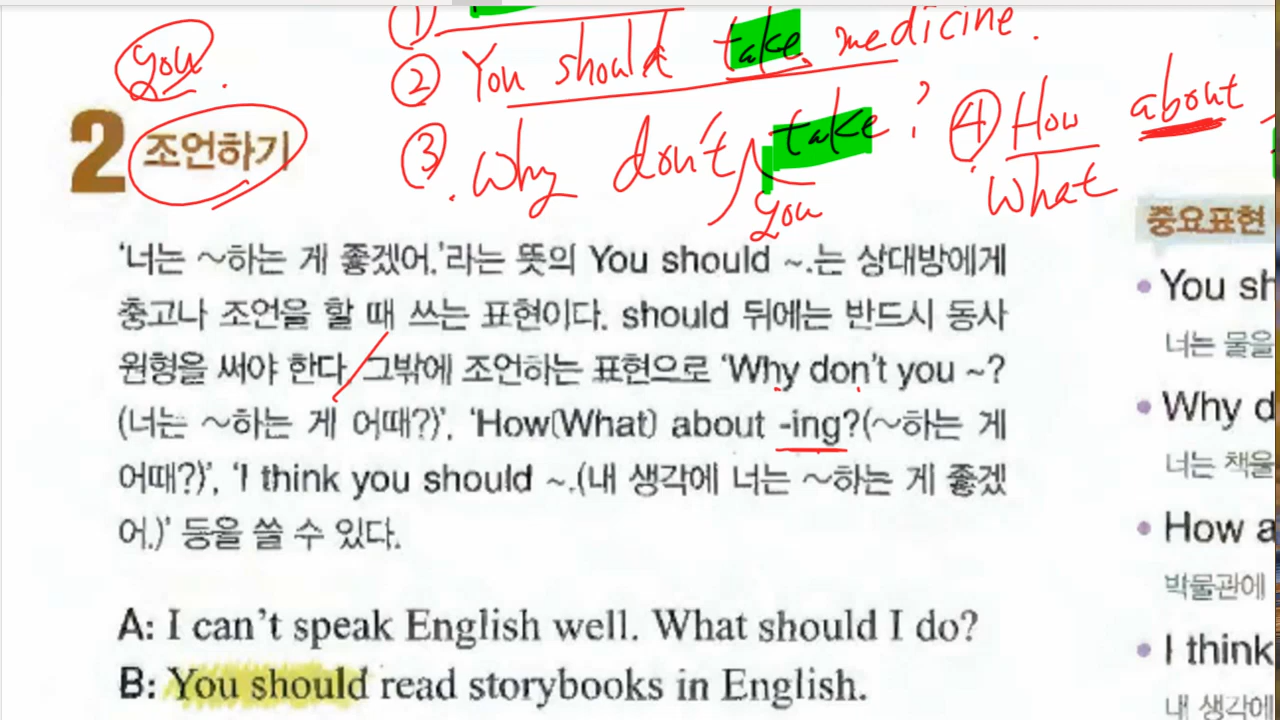 ①
you.
② You should take medicine.
③ Why don't you take?
④ How about
What
2 조언하기
'너는 ~하는 게 좋겠어.'라는 뜻의 You should ~.는 상대방에게
충고나 조언을 할 때 쓰는 표현이다. should 뒤에는 반드시 동사
원형을 써야 한다. 그밖에 조언하는 표현으로 'Why don't you ~?
(너는 ~하는 게 어때?)', 'How(What) about -ing?(~하는 게
어때?)', 'I think you should ~.(내 생각에 너는 ~하는 게 좋겠
어.)' 등을 쓸 수 있다.
A: I can't speak English well. What should I do?
B: You should read storybooks in English.
중요표현
• You sh
너는 물을
• Why d
너는 책을
• How a
박물관에
• I think
내 생각에